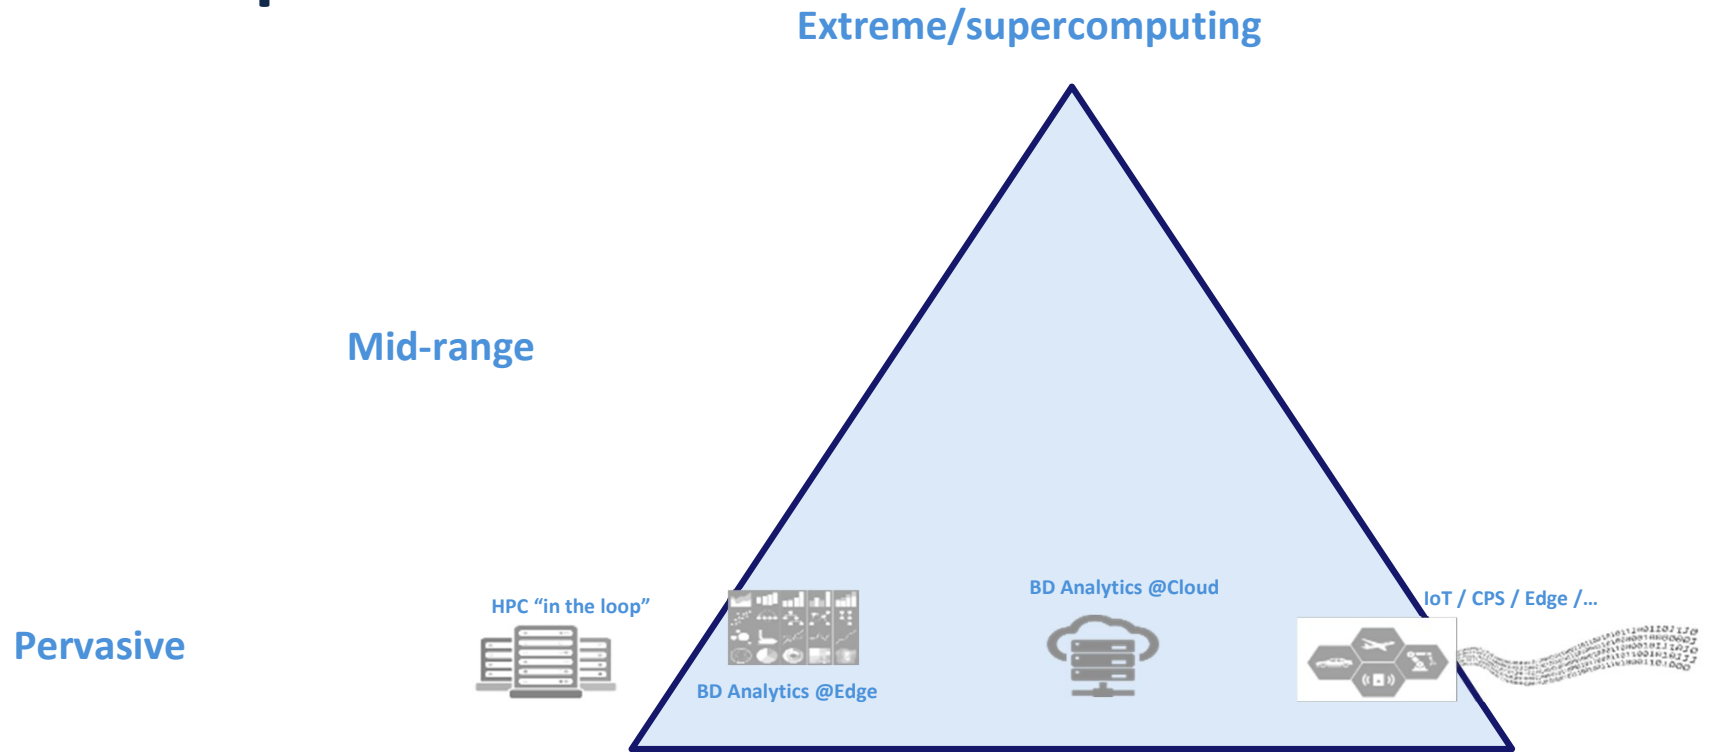 Extreme/supercomputing
Mid-range
Pervasive
HPC “in the loop”
BD Analytics @Edge
BD Analytics @Cloud
IoT / CPS / Edge /...